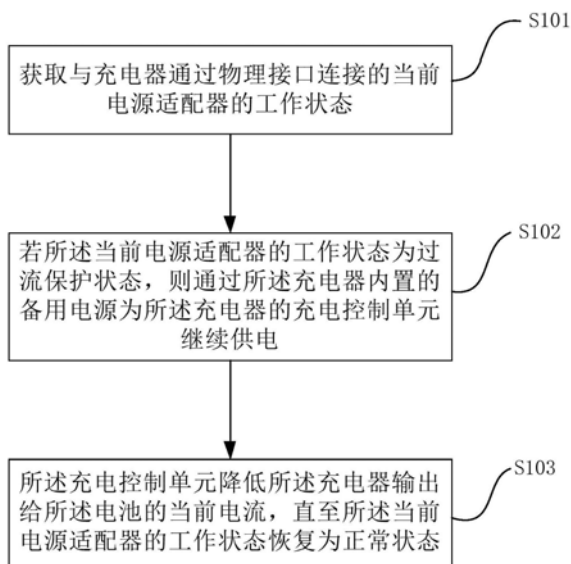 S101
获取与充电器通过物理接口连接的当前
电源适配器的工作状态
S102
若所述当前电源适配器的工作状态为过
流保护状态，则通过所述充电器内置的
备用电源为所述充电器的充电控制单元
继续供电
S103
所述充电控制单元降低所述充电器输出
给所述电池的当前电流，直至所述当前
电源适配器的工作状态恢复为正常状态